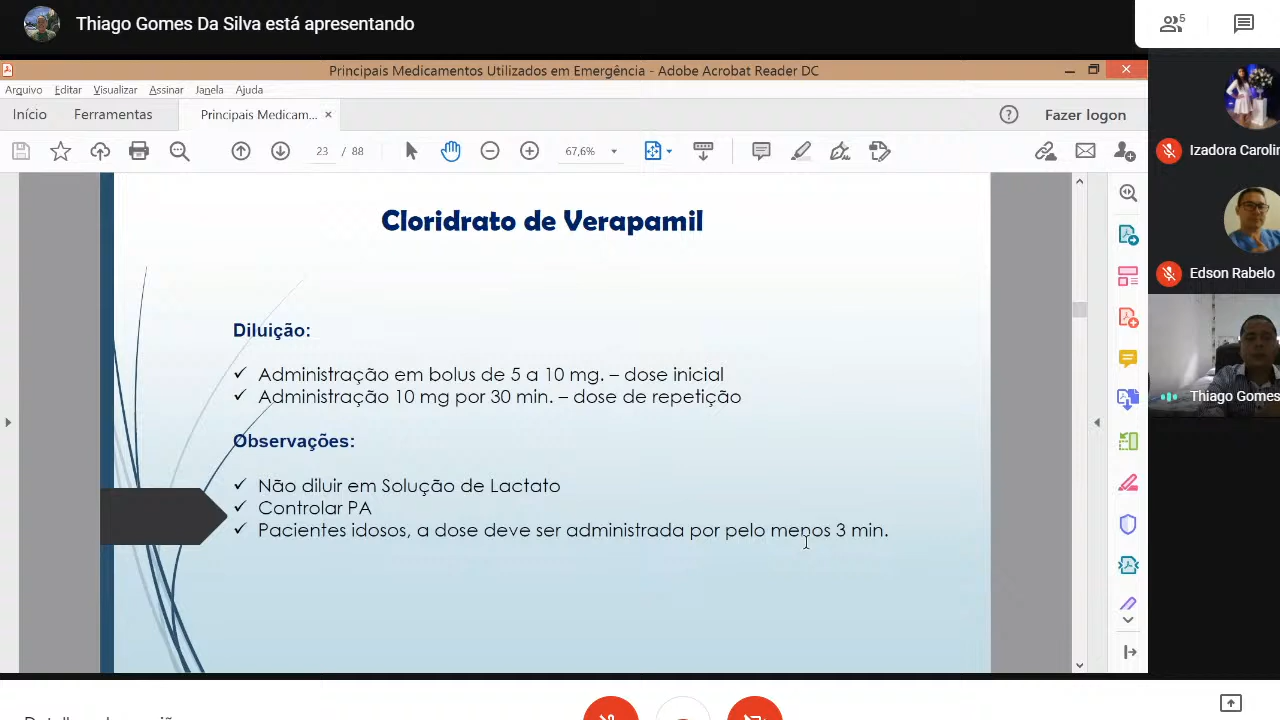 Thiago Gomes Da Silva está apresentando
5
Principais Medicamentos Utilizados em Emergência - Adobe Acrobat Reader DC
Arquivo Editar Visualizar Assinar Janela Ajuda
Início Ferramentas Principais Medicam... × Fazer logon
23 / 88 67,6%
Cloridrato de Verapamil
Diluição:
✓ Administração em bolus de 5 a 10 mg. – dose inicial
✓ Administração 10 mg por 30 min. – dose de repetição
Observações:
✓ Não diluir em Solução de Lactato
✓ Controlar PA
✓ Pacientes idosos, a dose deve ser administrada por pelo menos 3 min.
Izadora Carolin
Edson Rabelo
Thiago Gomes